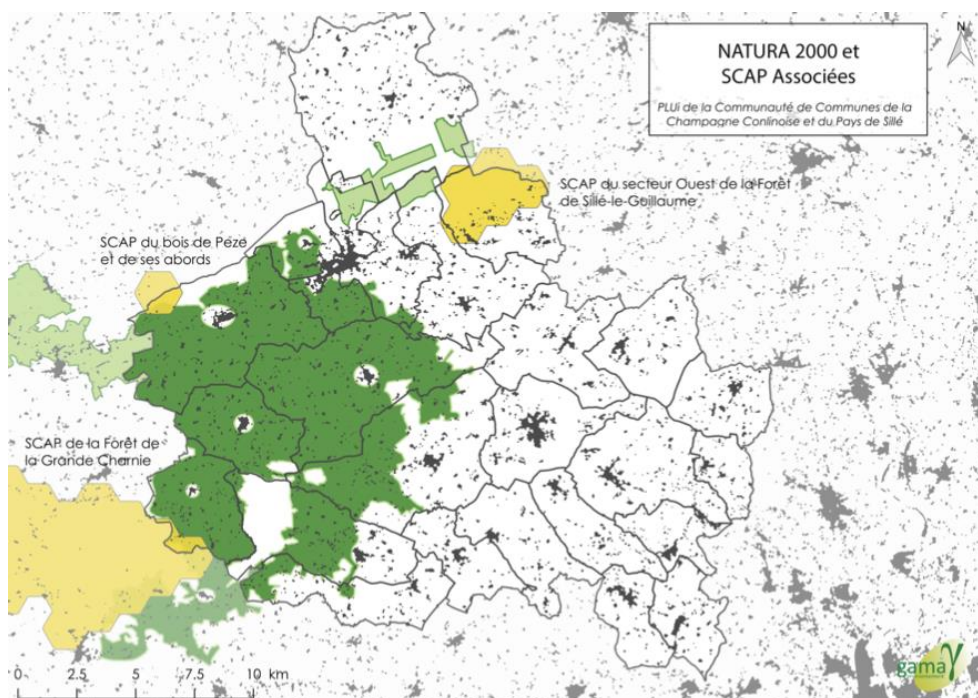 N
NATURA 2000 et
SCAP Associées
PLUi de la Communauté de Communes de la
Champagne Conlinoise et du Pays de Sillé
SCAP du secteur Ouest de la Forêt
de Sillé-le-Guillaume
SCAP du bois de Pezé
et de ses abords
SCAP de la Forêt de
la Grande Charnie
0 2.5 5 7.5 10 km
gama